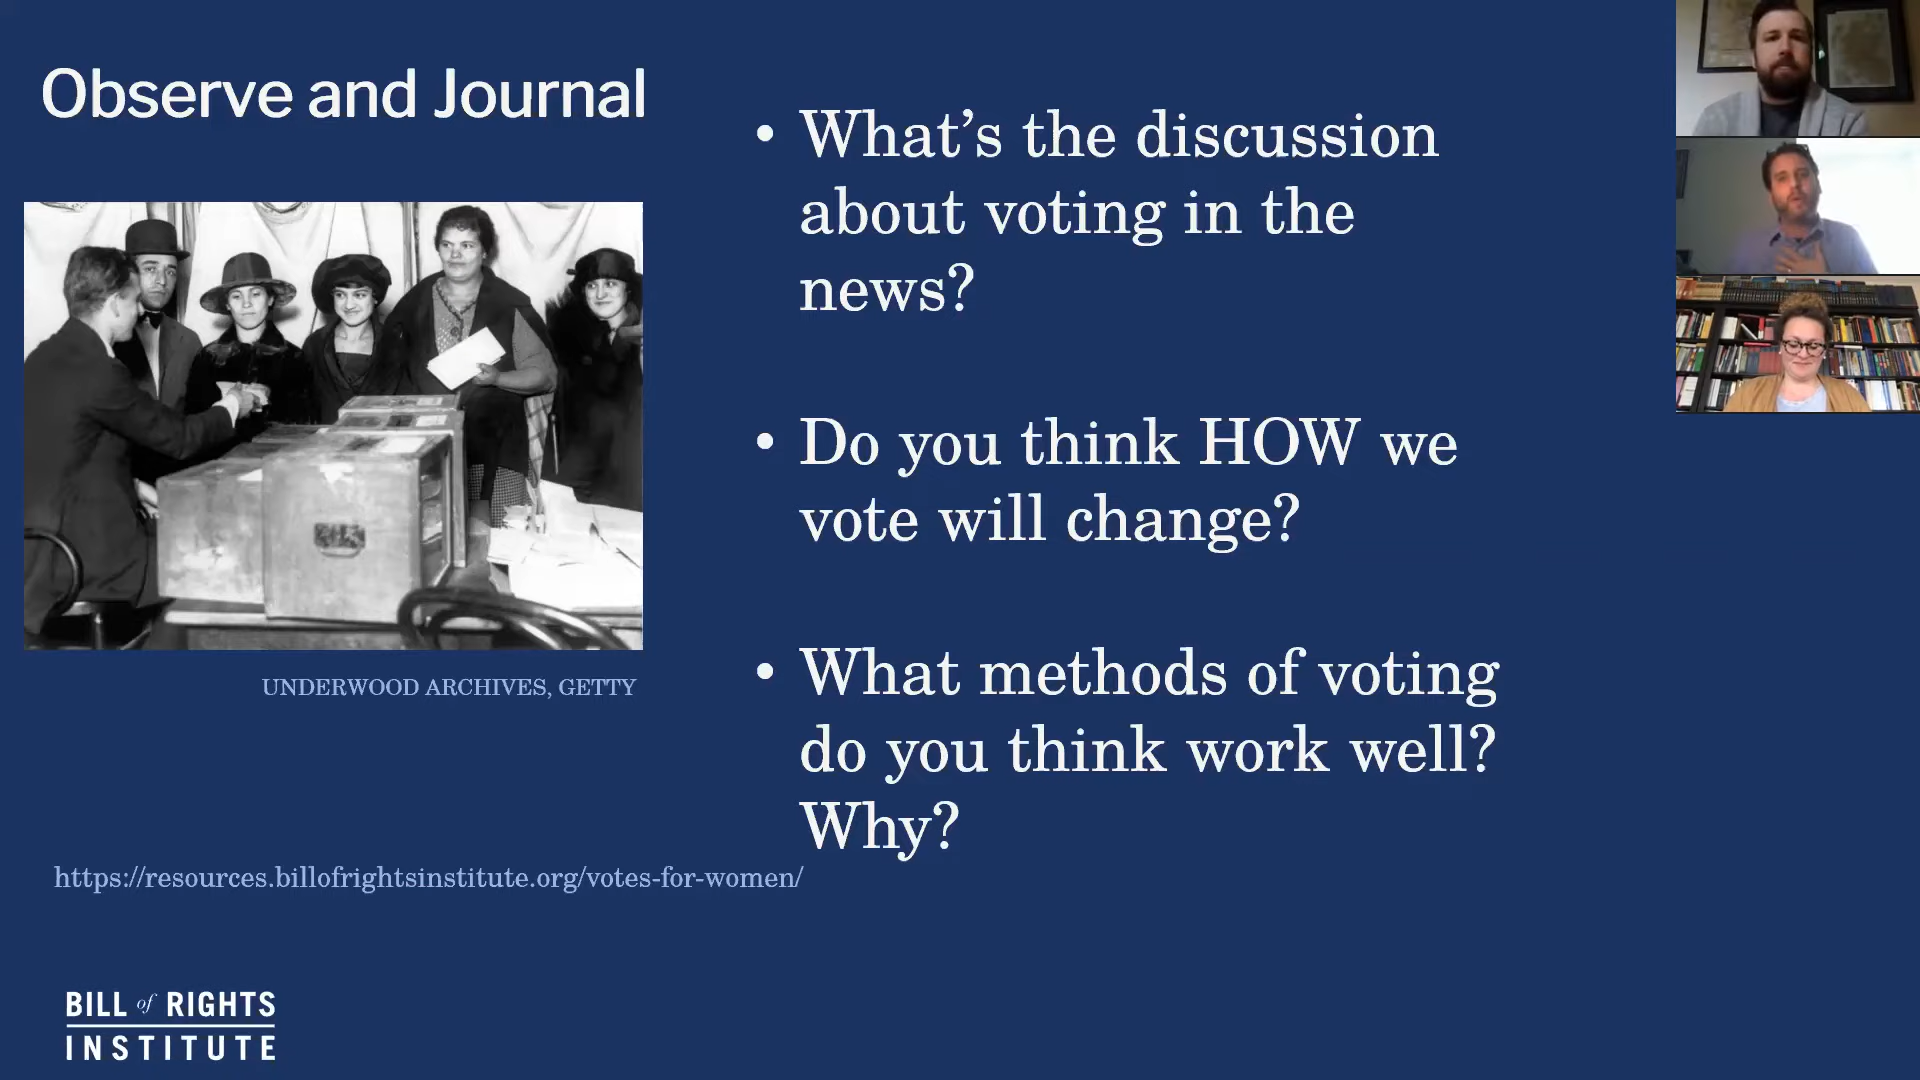 Observe and Journal
• What’s the discussion
about voting in the
news?
• Do you think HOW we
vote will change?
• What methods of voting
do you think work well?
Why?
UNDERWOOD ARCHIVES, GETTY
https://resources.billofrightsinstitute.org/votes-for-women/
BILL of RIGHTS
INSTITUTE